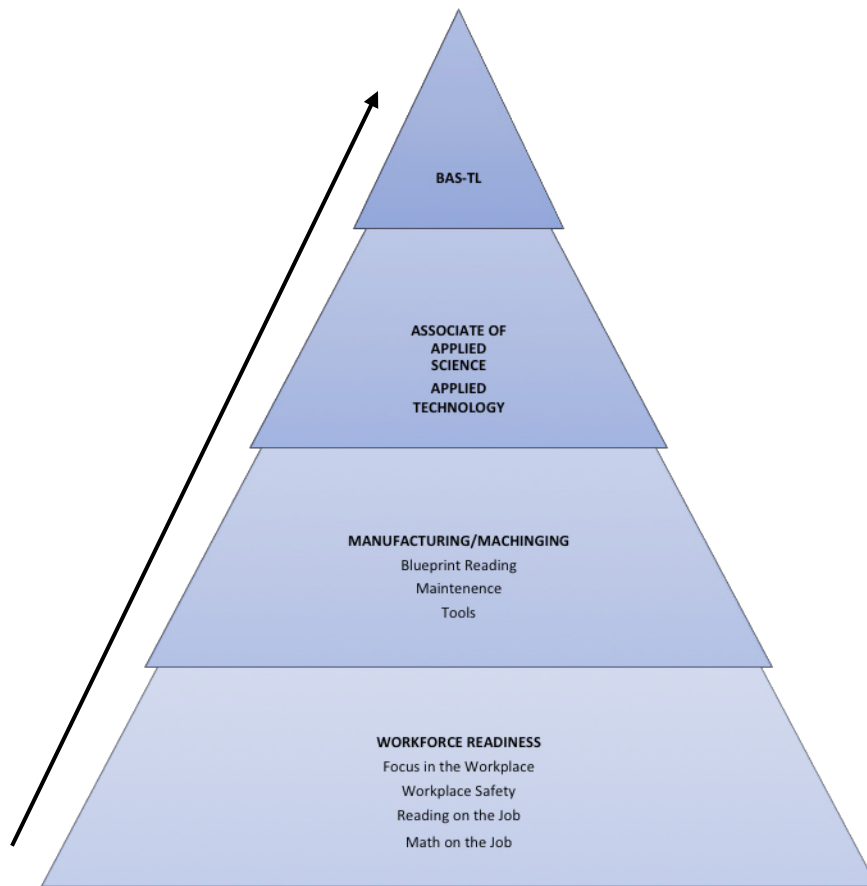 BAS-TL
ASSOCIATE OF
APPLIED
SCIENCE
APPLIED
TECHNOLOGY
MANUFACTURING/MACHINGING
Blueprint Reading
Maintenence
Tools
WORKFORCE READINESS
Focus in the Workplace
Workplace Safety
Reading on the Job
Math on the Job